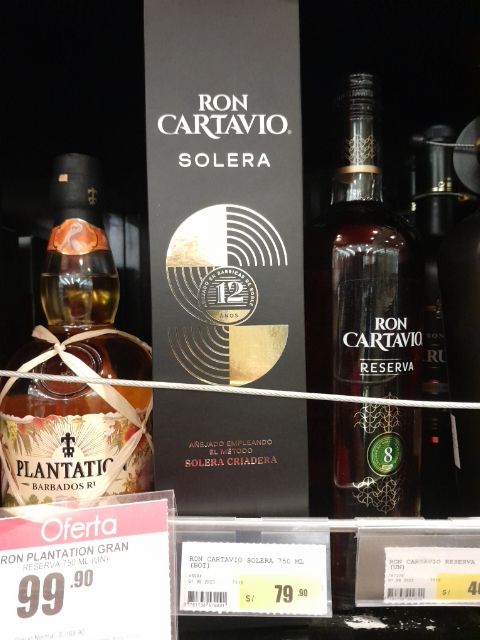 RON
CARTAVIO®
SOLERA
12
AÑOS
AÑEJADO EMPLEANDO
EL MÉTODO
SOLERA CRIADERA
RON
CARTAVIO
RESERVA
8
PLANTATIO
BARBADOS RU
Oferta
RON PLANTATION GRAN
RESERVA 750 ML (UN)
99.90
RON CARTAVIO SOLERA 750 ML
(BOT)
S/ 79.90
RON CARTAVIO RESERVA
(UN)
S/ 4